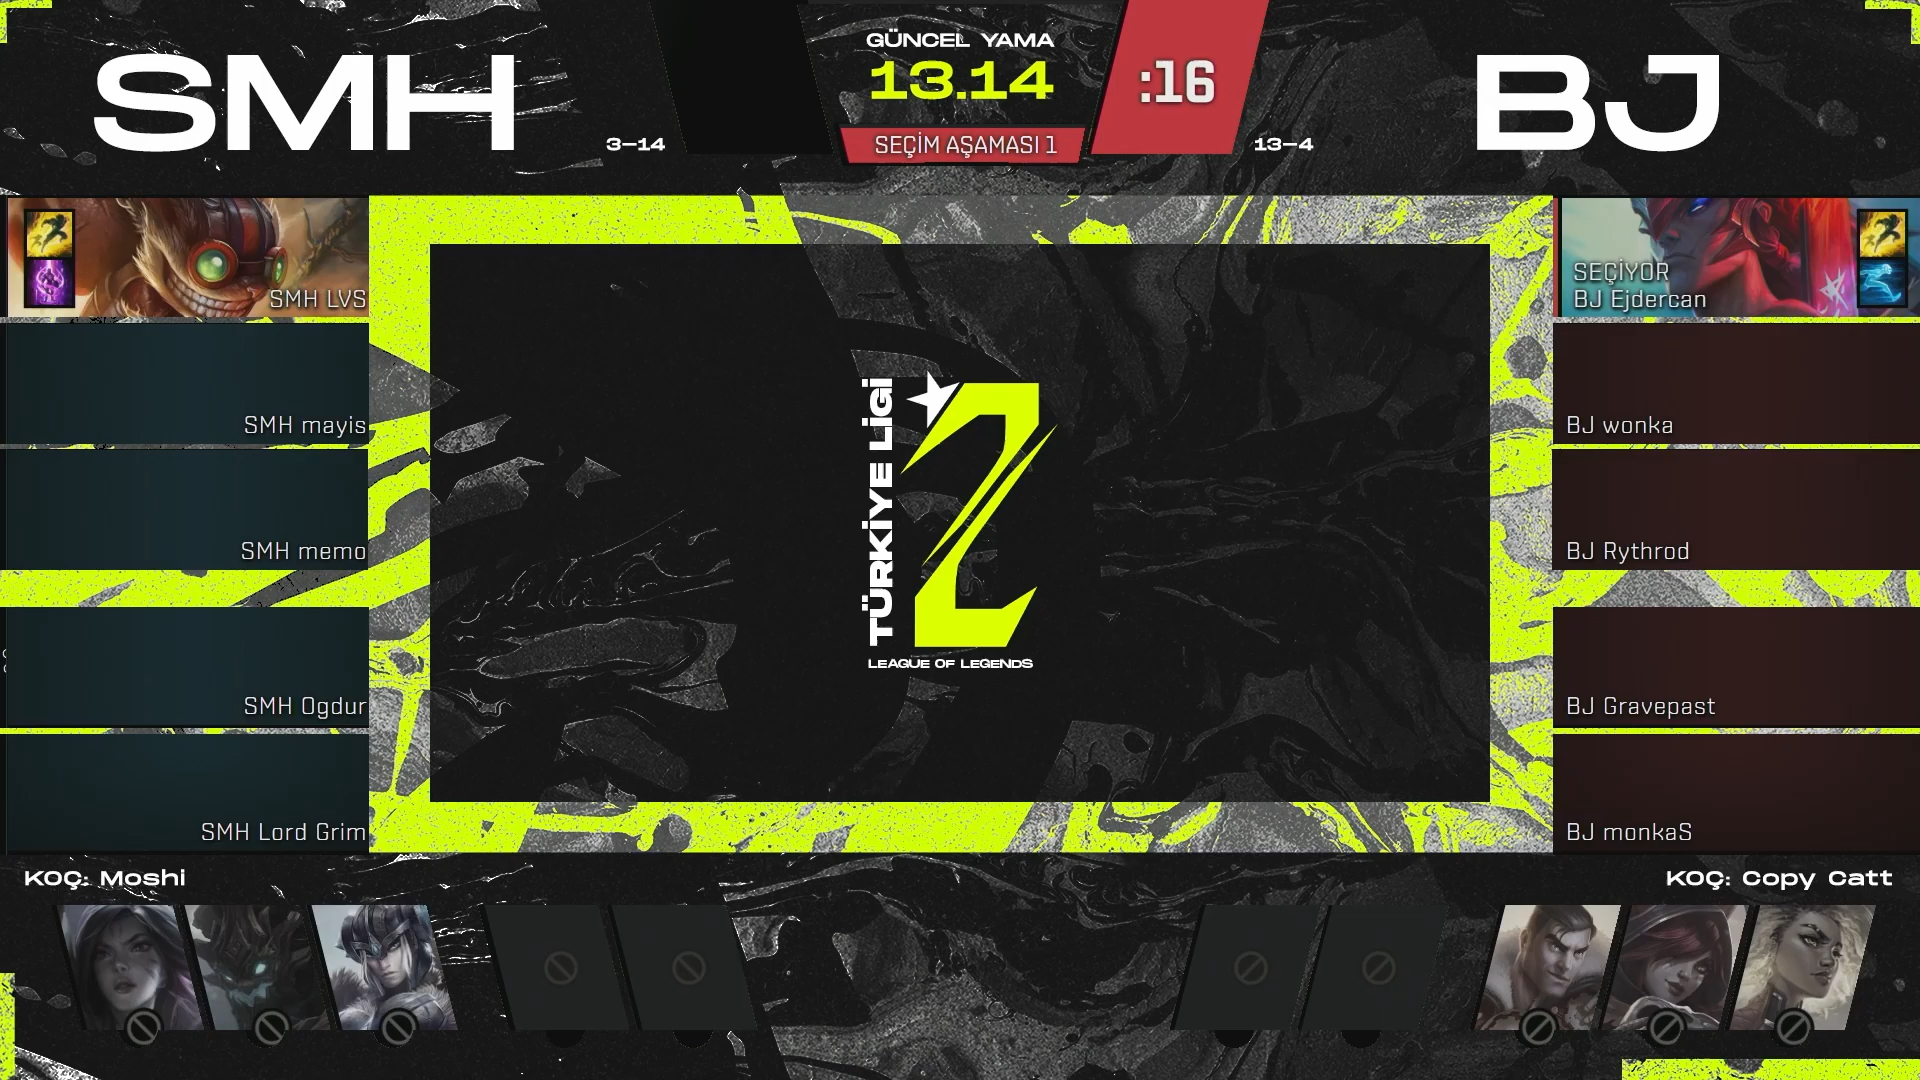 SMH
3-14
GÜNCEL YAMA
13.14
SEÇİM AŞAMASI 1
:16
13-4
BJ
SMH LVS
SMH mayis
SMH memo
SMH Ogdur
SMH Lord Grim
TÜRKİYE LİGİ
2
LEAGUE OF LEGENDS
SEÇİYOR
BJ Ejdercan
BJ wonka
BJ Rythrod
BJ Gravepast
BJ monkaS
KOÇ: Moshi
KOÇ: Copy Catt